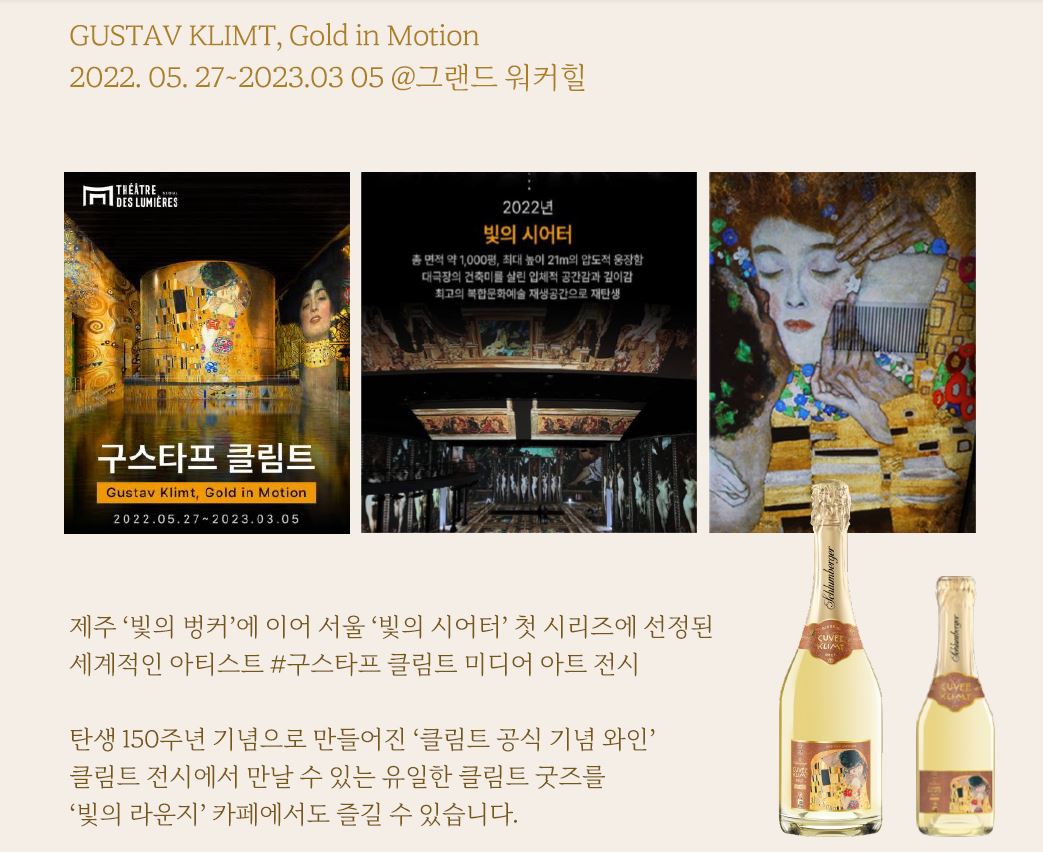 GUSTAV KLIMT, Gold in Motion
2022. 05. 27~2023.03 05 @그랜드 워커힐
THÉÂTRE
DES LUMIÈRES
구스타프 클림트
Gustav Klimt, Gold in Motion
2022.05.27~2023.03.05
2022년
빛의 시어터
총 면적 약 1,000평, 최대 높이 21m의 압도적 웅장함
대극장의 건축미를 살린 입체적 공간감과 깊이감
최고의 복합문화예술 재생공간으로 재탄생
제주 ‘빛의 벙커’에 이어 서울 ‘빛의 시어터’ 첫 시리즈에 선정된
세계적인 아티스트 #구스타프 클림트 미디어 아트 전시
탄생 150주년 기념으로 만들어진 ‘클림트 공식 기념 와인’
클림트 전시에서 만날 수 있는 유일한 클림트 굿즈를
‘빛의 라운지’ 카페에서도 즐길 수 있습니다.
Schlumberger
CUVÉE
KLIMT
Schlumberger
CUVÉE
KLIMT
CUVÉE
KLIMT